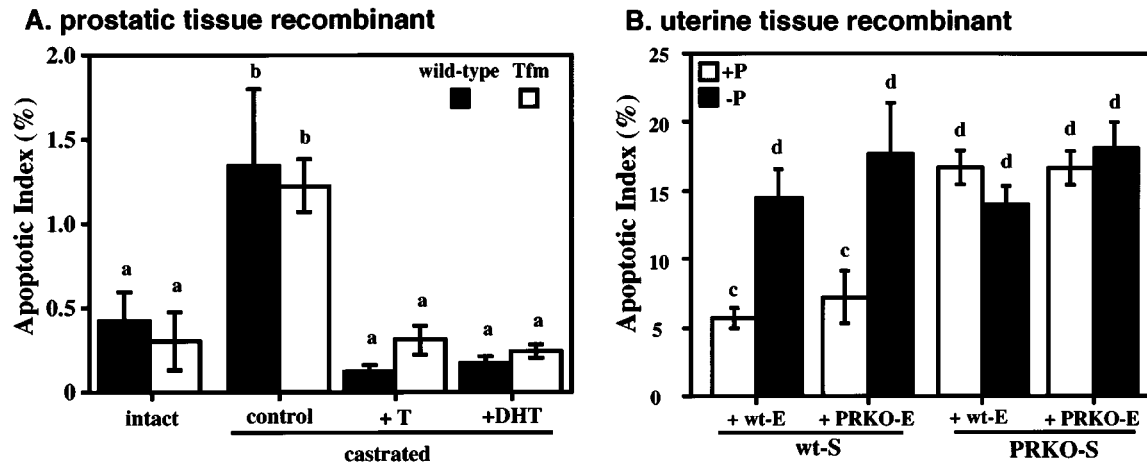 A. prostatic tissue recombinant
Apoptotic Index (%)
2.0
1.5
1.0
0.5
0
wild-type Tfm
a a b b a a a a
intact control + T +DHT
castrated
B. uterine tissue recombinant
Apoptotic Index (%)
25
20
15
10
5
0
+P
-P
c d c d d d d d
+ wt-E + PRKO-E + wt-E + PRKO-E
wt-S PRKO-S